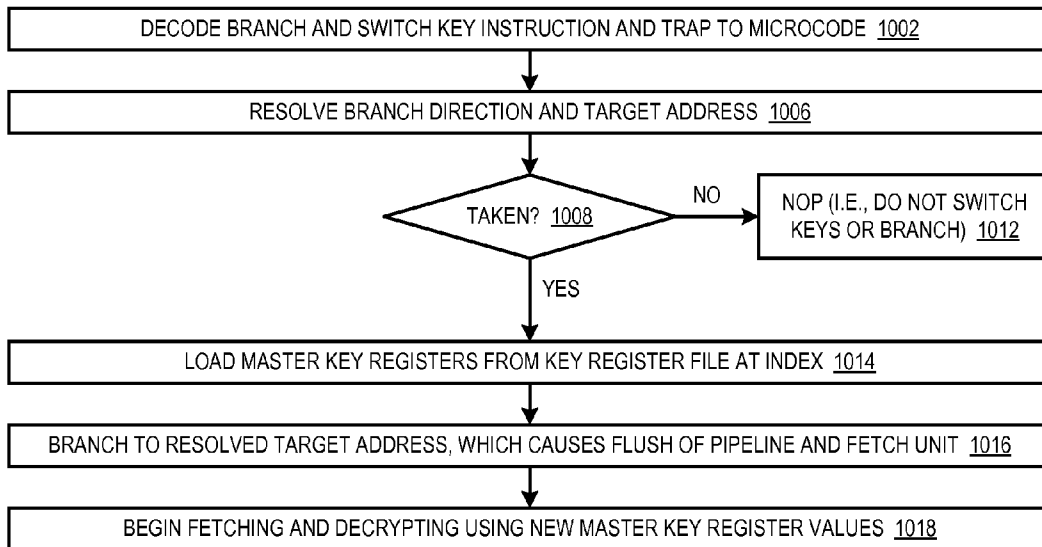 DECODE BRANCH AND SWITCH KEY INSTRUCTION AND TRAP TO MICROCODE 1002
RESOLVE BRANCH DIRECTION AND TARGET ADDRESS 1006
TAKEN? 1008
NO
NOP (I.E., DO NOT SWITCH
KEYS OR BRANCH) 1012
YES
LOAD MASTER KEY REGISTERS FROM KEY REGISTER FILE AT INDEX 1014
BRANCH TO RESOLVED TARGET ADDRESS, WHICH CAUSES FLUSH OF PIPELINE AND FETCH UNIT 1016
BEGIN FETCHING AND DECRYPTING USING NEW MASTER KEY REGISTER VALUES 1018